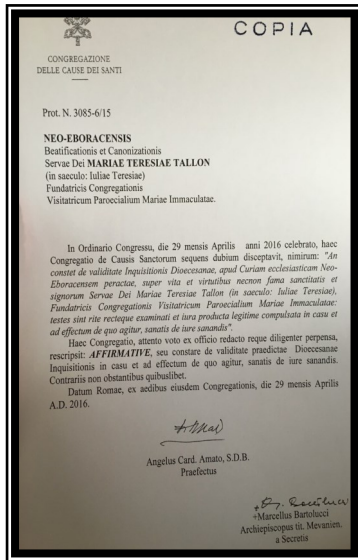 COPIA
CONGREGAZIONE
DELLE CAUSE DEI SANTI
Prot. N. 3085-6/15
NEO-EBORACENSIS
Beatificationis et Canonizationis
Servae Dei MARIAE TERESIAE TALLON
(in saeculo: Iuliae Teresiae)
Fundatricis Congregationis
Visitatricum Paroecialium Mariae Immaculatae.
In Ordinario Congressu, die 29 mensis Aprilis anni 2016 celebrato, haec
Congregatio de Causis Sanctorum sequens dubium disceptavit, nimirum: "An
constet de validitate Inquisitionis Dioecesanae, apud Curiam ecclesiasticam Neo-
Eboracensem peractae, super vita et virtutibus necnon fama sanctitatis et
signorum Servae Dei Mariae Teresiae Tallon (in saeculo: Iuliae Teresiae),
Fundatricis Congregationis Visitatricum Paroecialium Mariae Immaculatae:
testes sint rite recteque examinati et iura producta legitime compulsata in casu et
ad effectum de quo agitur, sanatis de iure sanandis".
Haec Congregatio, attento voto ex officio redacto reque diligenter perpensa,
rescripsit: AFFIRMATIVE, seu constare de validitate praedictae Dioecesanae
Inquisitionis in casu et ad effectum de quo agitur, sanatis de iure sanandis.
Contrariis non obstantibus quibuslibet.
Datum Romae, ex aedibus eiusdem Congregationis, die 29 mensis Aprilis
A.D. 2016.
Angelus Card. Amato, S.D.B.
Praefectus
+Marcellus Bartolucci
Archiepiscopus tit. Mevanien.
a Secretis